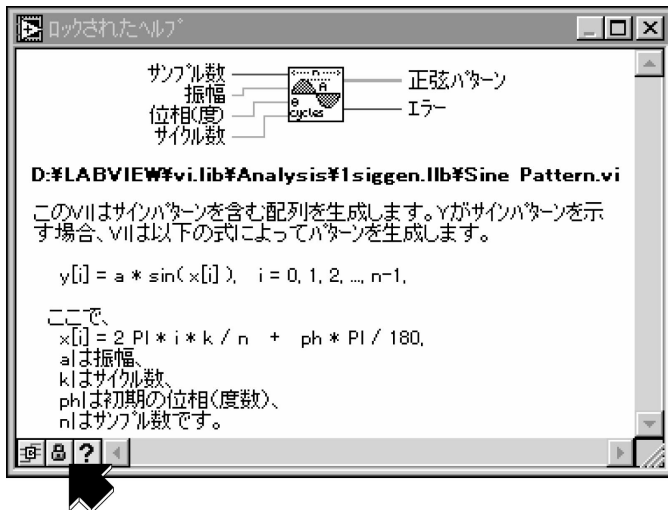 ロックされたヘルプ
サンプル数
振幅
位相(度)
サイクル数
n
A
θ
cycles
正弦パターン
エラー
D:¥LABVIEW¥vi.lib¥Analysis¥1siggen.llb¥Sine Pattern.vi
このVIはサインパターンを含む配列を生成します。Yがサインパターンを示
す場合、VIは以下の式によってパターンを生成します。
y[i] = a * sin( x[i] ),　i = 0, 1, 2, ..., n-1,
ここで、
x[i] = 2 PI * i * k / n　+　ph * PI / 180,
aは振幅、
kはサイクル数、
phは初期の位相(度数)、
nはサンプル数です。
?